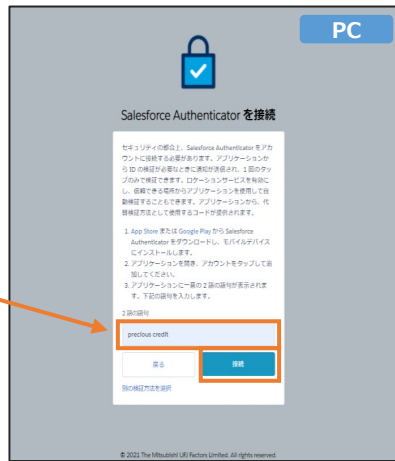 PC
Salesforce Authenticator を接続
セキュリティの都合上、Salesforce Authenticator をアカ
ウントに接続する必要があります。アプリケーションか
ら ID の検証が必要なときに通知が送信され、1 回のタッ
プのみで検証できます。ロケーションサービスを有効に
し、信頼できる場所からアプリケーションを使用して自
動検証することもできます。アプリケーションから、代
替検証方法として使用するコードが提供されます。
1. App Store または Google Play から Salesforce
Authenticator をダウンロードし、モバイルデバイス
にインストールします。
2. アプリケーションを開き、アカウントをタップして追
加してください。
3. アプリケーションに一意の 2 語の語句が表示されま
す。下記の語句を入力します。
2 語の語句
precious credit
戻る
接続
別の検証方法を選択
© 2021 The Mitsubishi UFJ Factors Limited. All rights reserved.